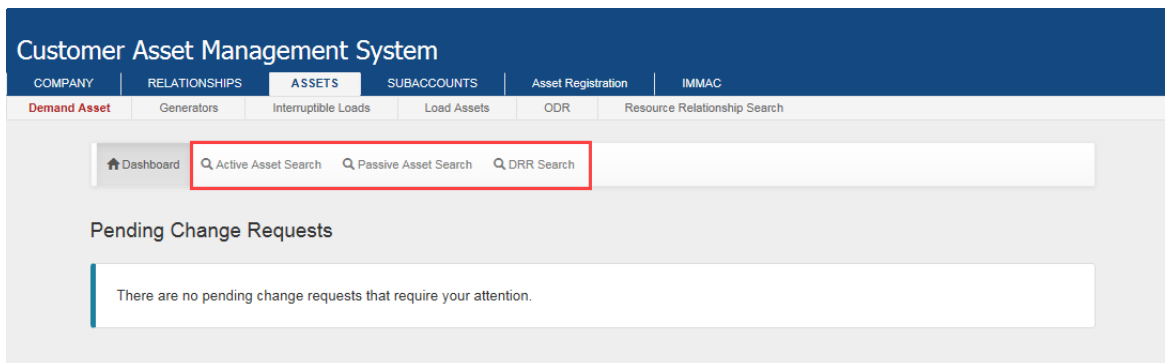 Customer Asset Management System
COMPANY RELATIONSHIPS ASSETS SUBACCOUNTS Asset Registration IMMAC
Demand Asset Generators Interruptible Loads Load Assets ODR Resource Relationship Search
Dashboard Active Asset Search Passive Asset Search DRR Search
Pending Change Requests
There are no pending change requests that require your attention.